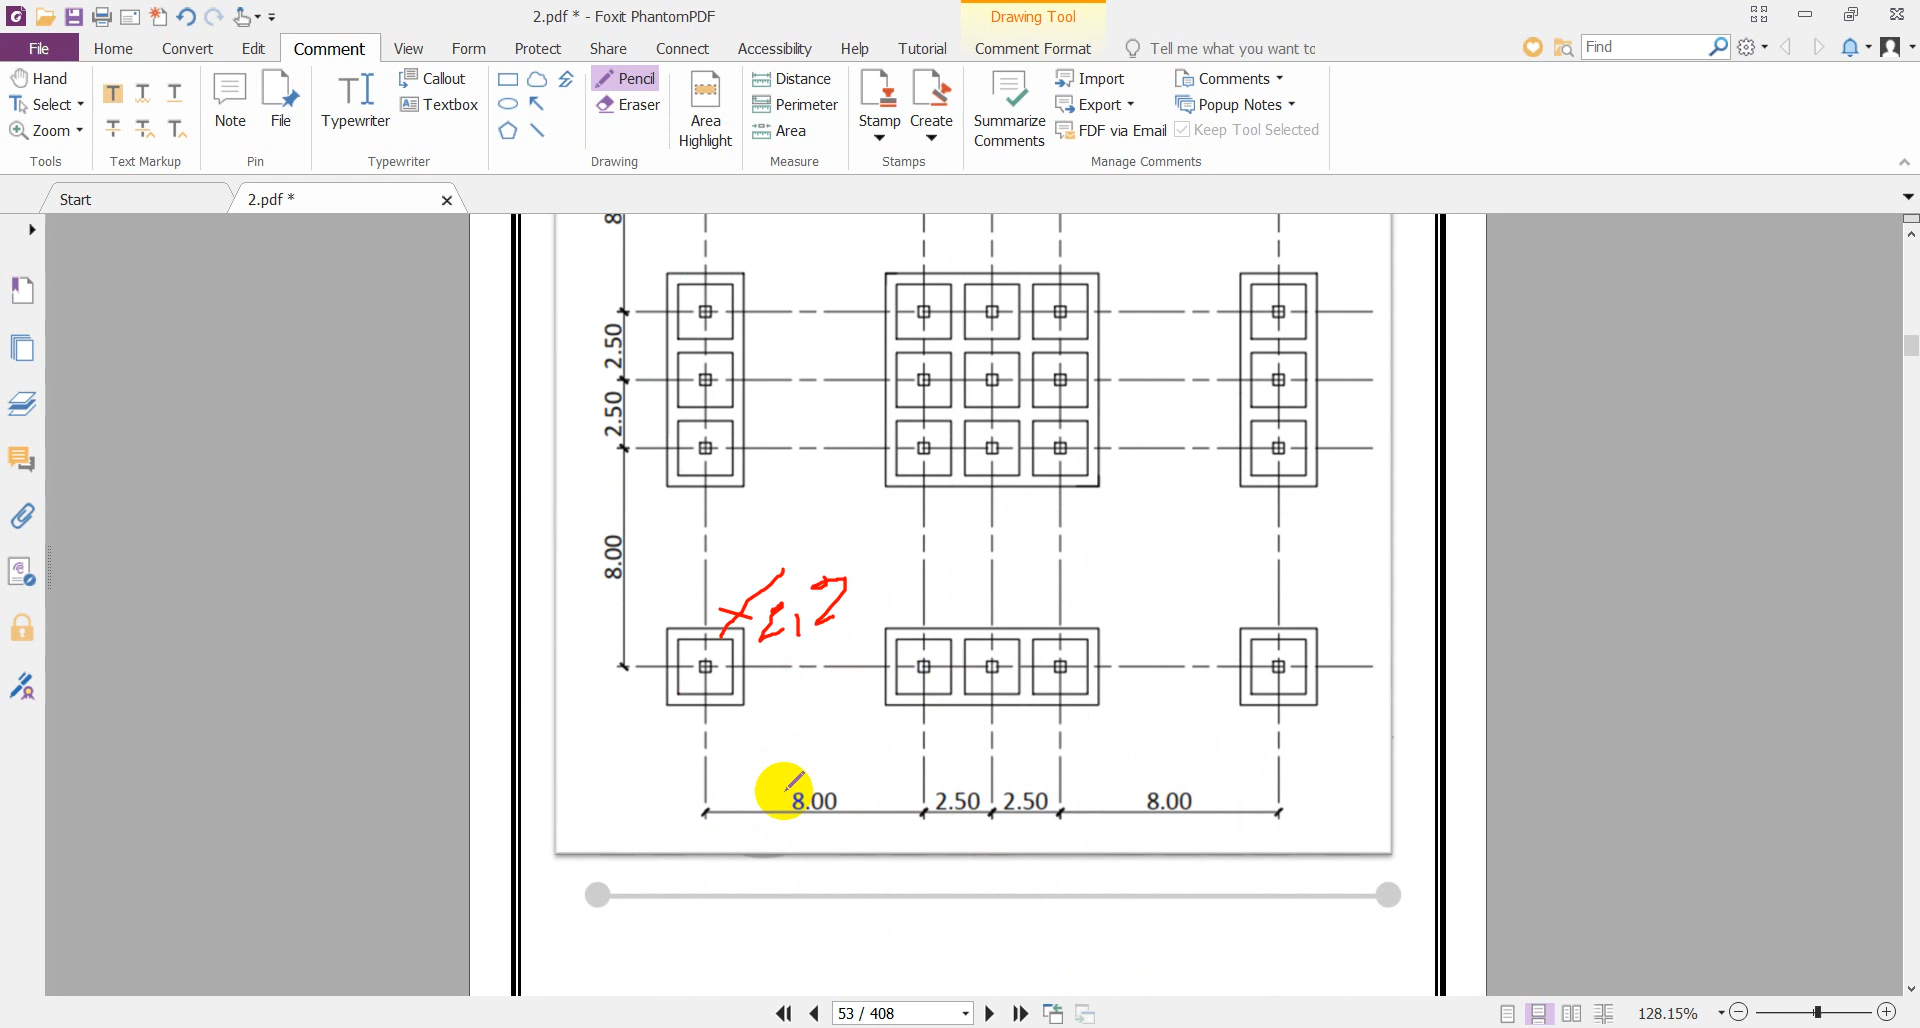 2.pdf * - Foxit PhantomPDF
Drawing Tool
File Home Convert Edit Comment View Form Protect Share Connect Accessibility Help Tutorial Comment Format Tell me what you want to Find
Hand
Select
Zoom
Tools
Text Markup
Note
File
Pin
Typewriter
Callout
Textbox
Typewriter
Pencil
Eraser
Drawing
Area
Highlight
Distance
Perimeter
Area
Measure
Stamp
Create
Stamps
Summarize
Comments
Import
Export
FDF via Email
Comments
Popup Notes
Keep Tool Selected
Manage Comments
Start
2.pdf *
8
2.50
2.50
8.00
8.00 2.50 2.50 8.00
53 / 408
128.15%